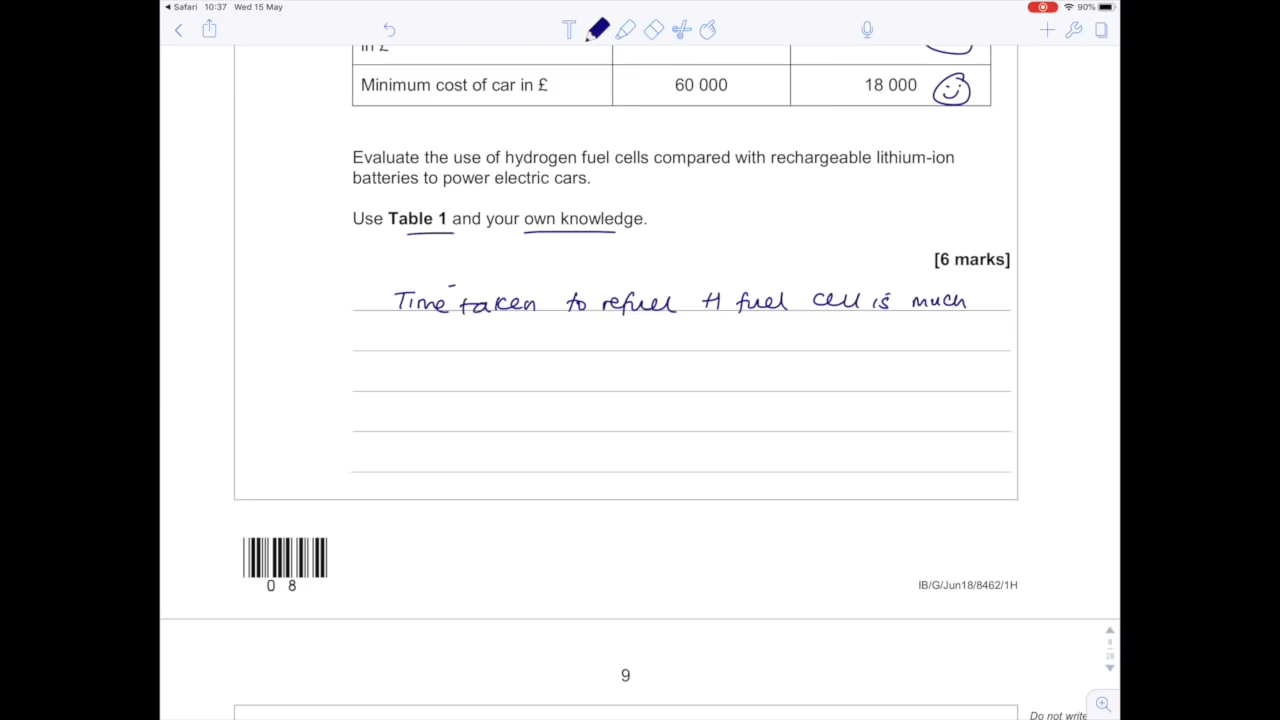 Safari 10:37 Wed 15 May 90%
T
in £
Minimum cost of car in £ 60 000 18 000
Evaluate the use of hydrogen fuel cells compared with rechargeable lithium-ion
batteries to power electric cars.
Use Table 1 and your own knowledge.
[6 marks]
Time taken to refuel H fuel cell is much
0 8
IB/G/Jun18/8462/1H
8
28
9
Do not write